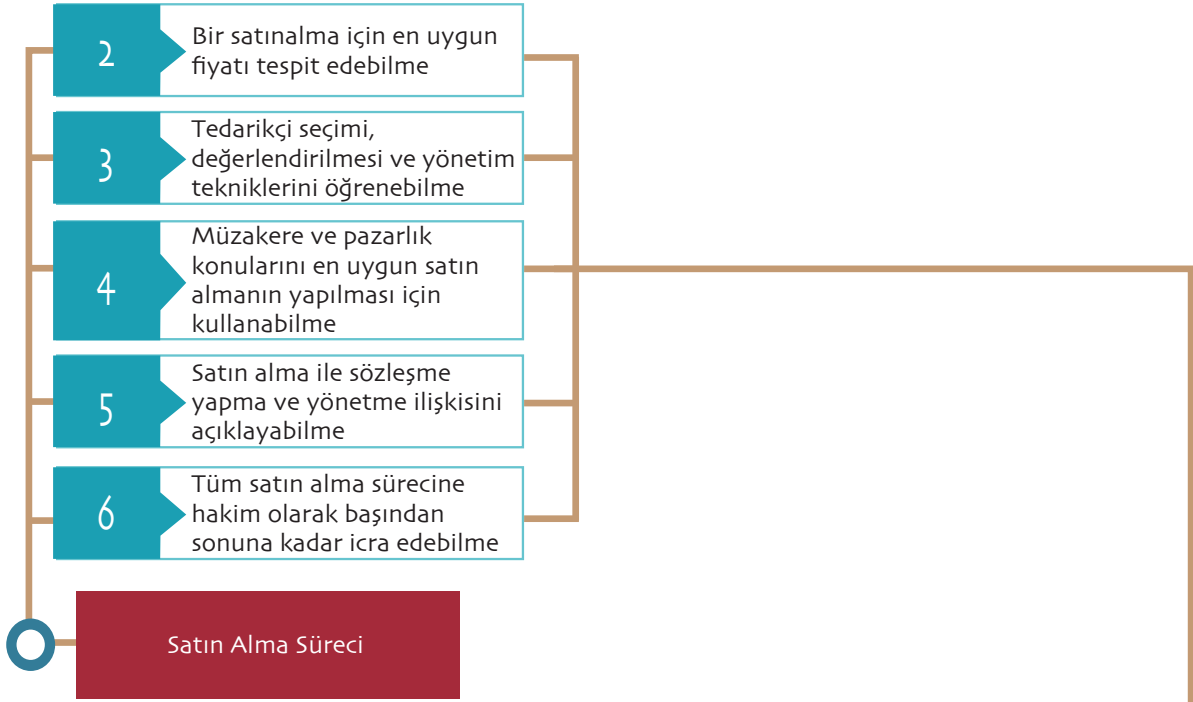 2
Bir satınalma için en uygun
fiyatı tespit edebilme
3
Tedarikçi seçimi,
değerlendirilmesi ve yönetim
tekniklerini öğrenebilme
4
Müzakere ve pazarlık
konularını en uygun satın
almanın yapılması için
kullanabilme
5
Satın alma ile sözleşme
yapma ve yönetme ilişkisini
açıklayabilme
6
Tüm satın alma sürecine
hakim olarak başından
sonuna kadar icra edebilme
Satın Alma Süreci